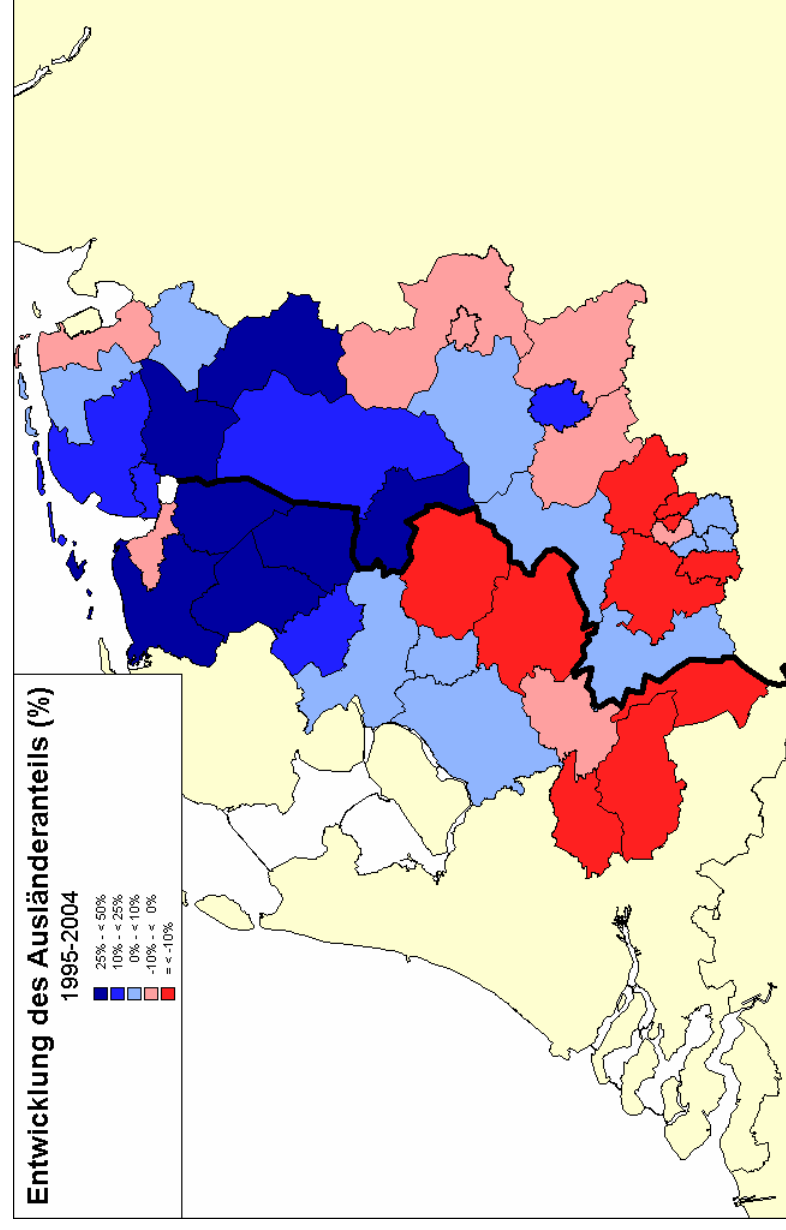 Entwicklung des Ausländeranteils (%)
1995-2004
25% - < 50%
10% - < 25%
0% - < 10%
-10% - < 0%
= < -10%